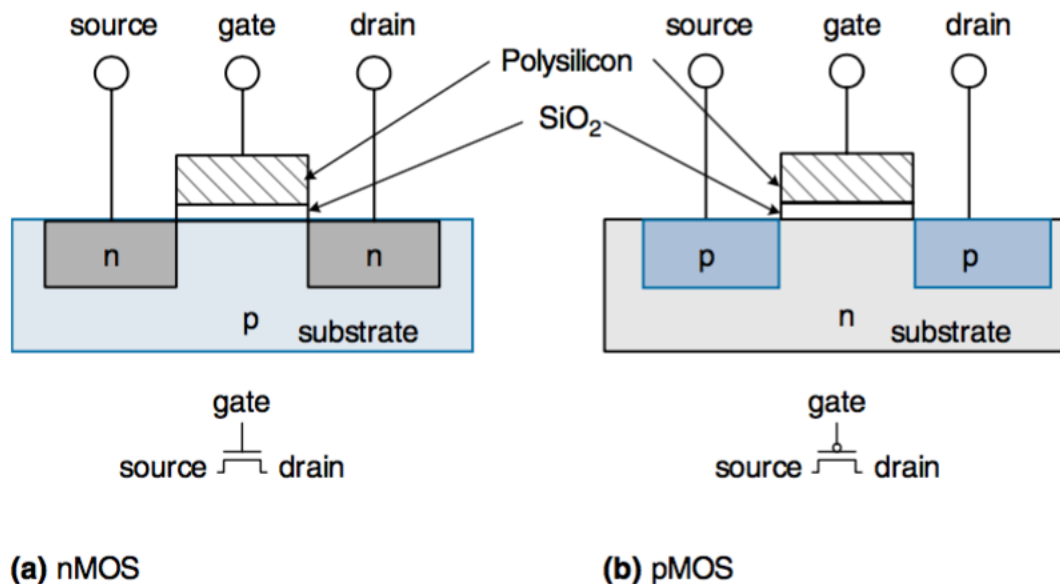 source gate drain
source gate drain
Polysilicon
SiO₂
n n
p
substrate
p p
n
substrate
gate
source drain
gate
source drain
(a) nMOS
(b) pMOS